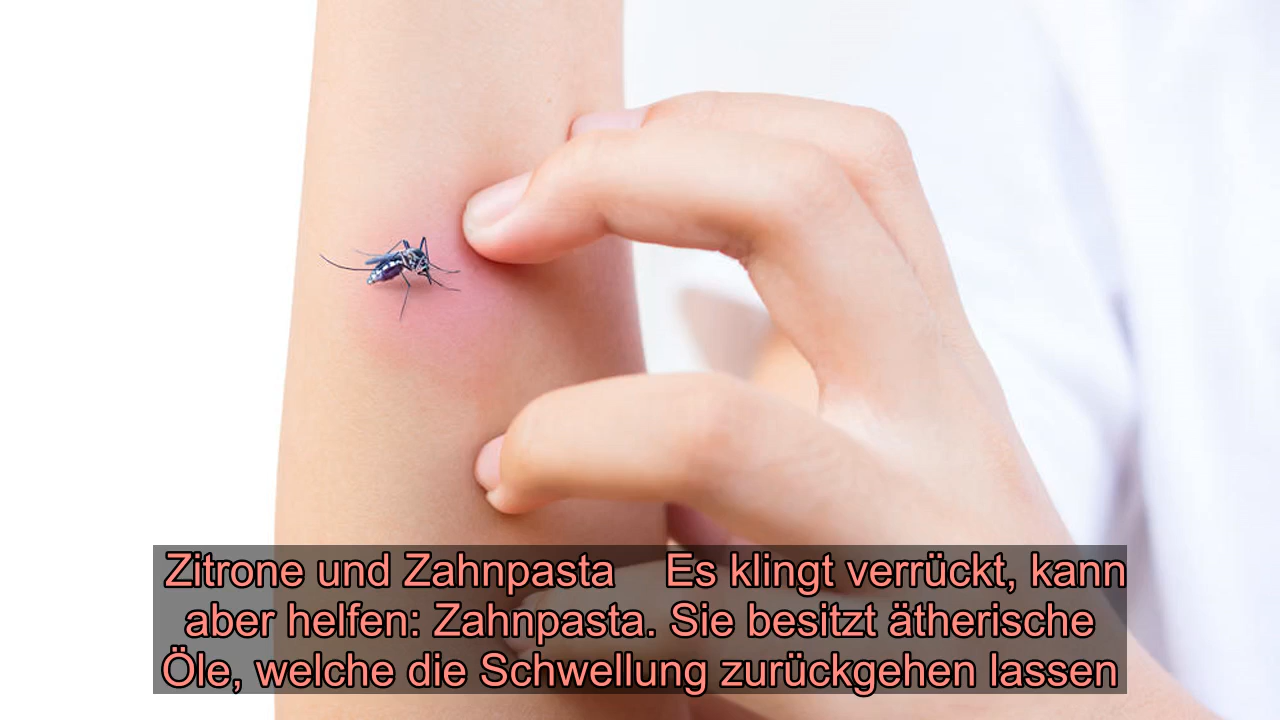 Zitrone und Zahnpasta    Es klingt verrückt, kann
aber helfen: Zahnpasta. Sie besitzt ätherische
Öle, welche die Schwellung zurückgehen lassen